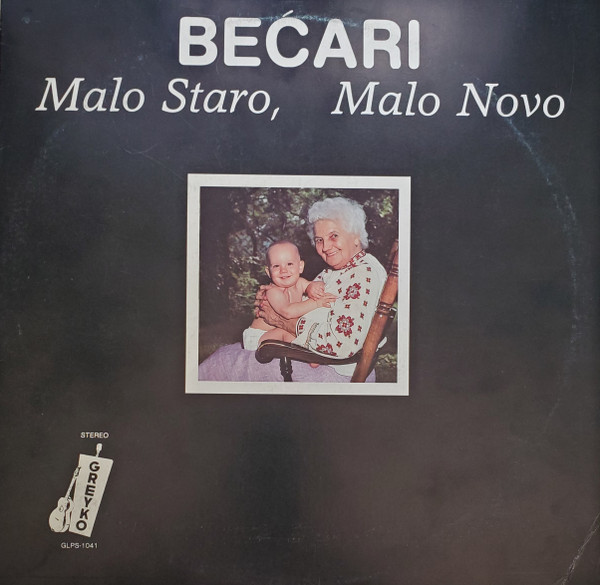 BEĆARI
Malo Staro, Malo Novo
STEREO
GREYKO
GLPS-1041